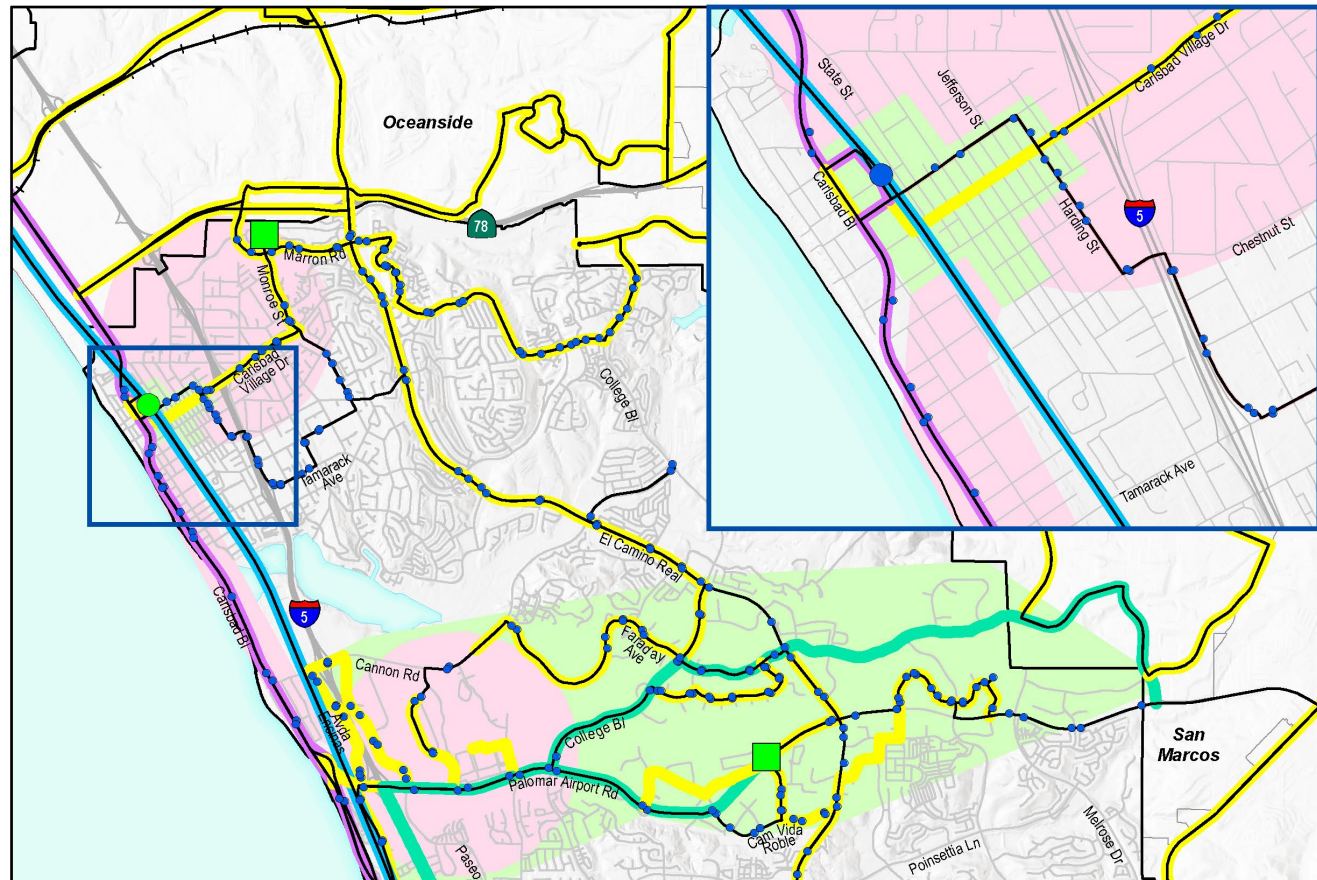 Oceanside
78
Marron Rd
Monroe St
Carlsbad
Village Dr
College Bl
Tamarack
Ave
El Camino Real
Carlsbad Bl
5
Cannon Rd
Faraday
Ave
Avda
Encinas
College Bl
Palomar Airport Rd
Cam Vida
Roble
Paseo
Poinsettia Ln
Melrose Dr
San
Marcos
State St
Jefferson St
Carlsbad Village Dr
Carlsbad Bl
Harding St
5
Chestnut St
Tamarack Ave